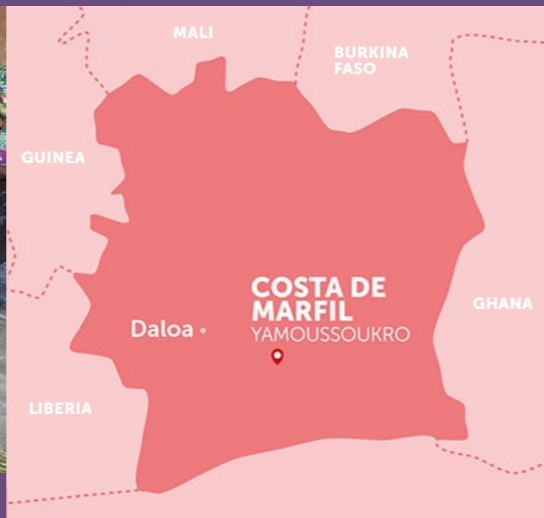 MALI
BURKINA
FASO
GUINEA
COSTA DE
MARFIL
YAMOUSSOUKRO
GHANA
Daloa
LIBERIA